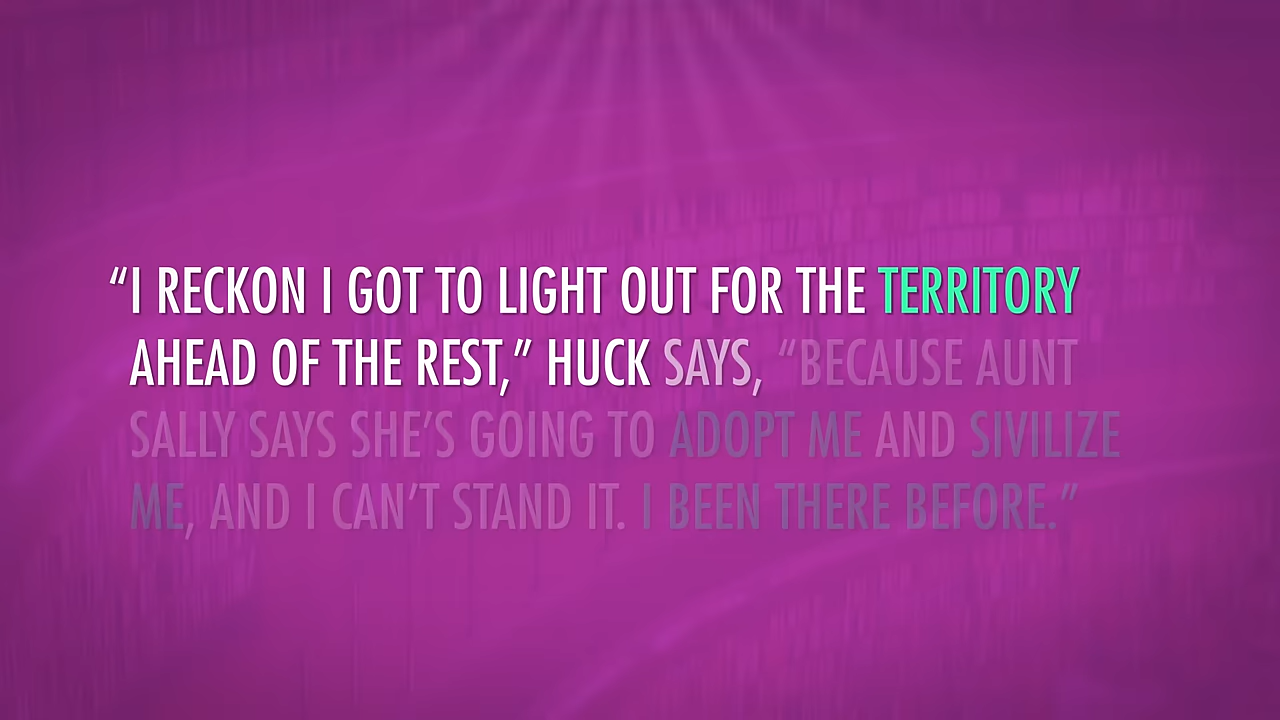 “I RECKON I GOT TO LIGHT OUT FOR THE TERRITORY
AHEAD OF THE REST,” HUCK SAYS, “BECAUSE AUNT
SALLY SAYS SHE’S GOING TO ADOPT ME AND SIVILIZE
ME, AND I CAN’T STAND IT. I BEEN THERE BEFORE.”